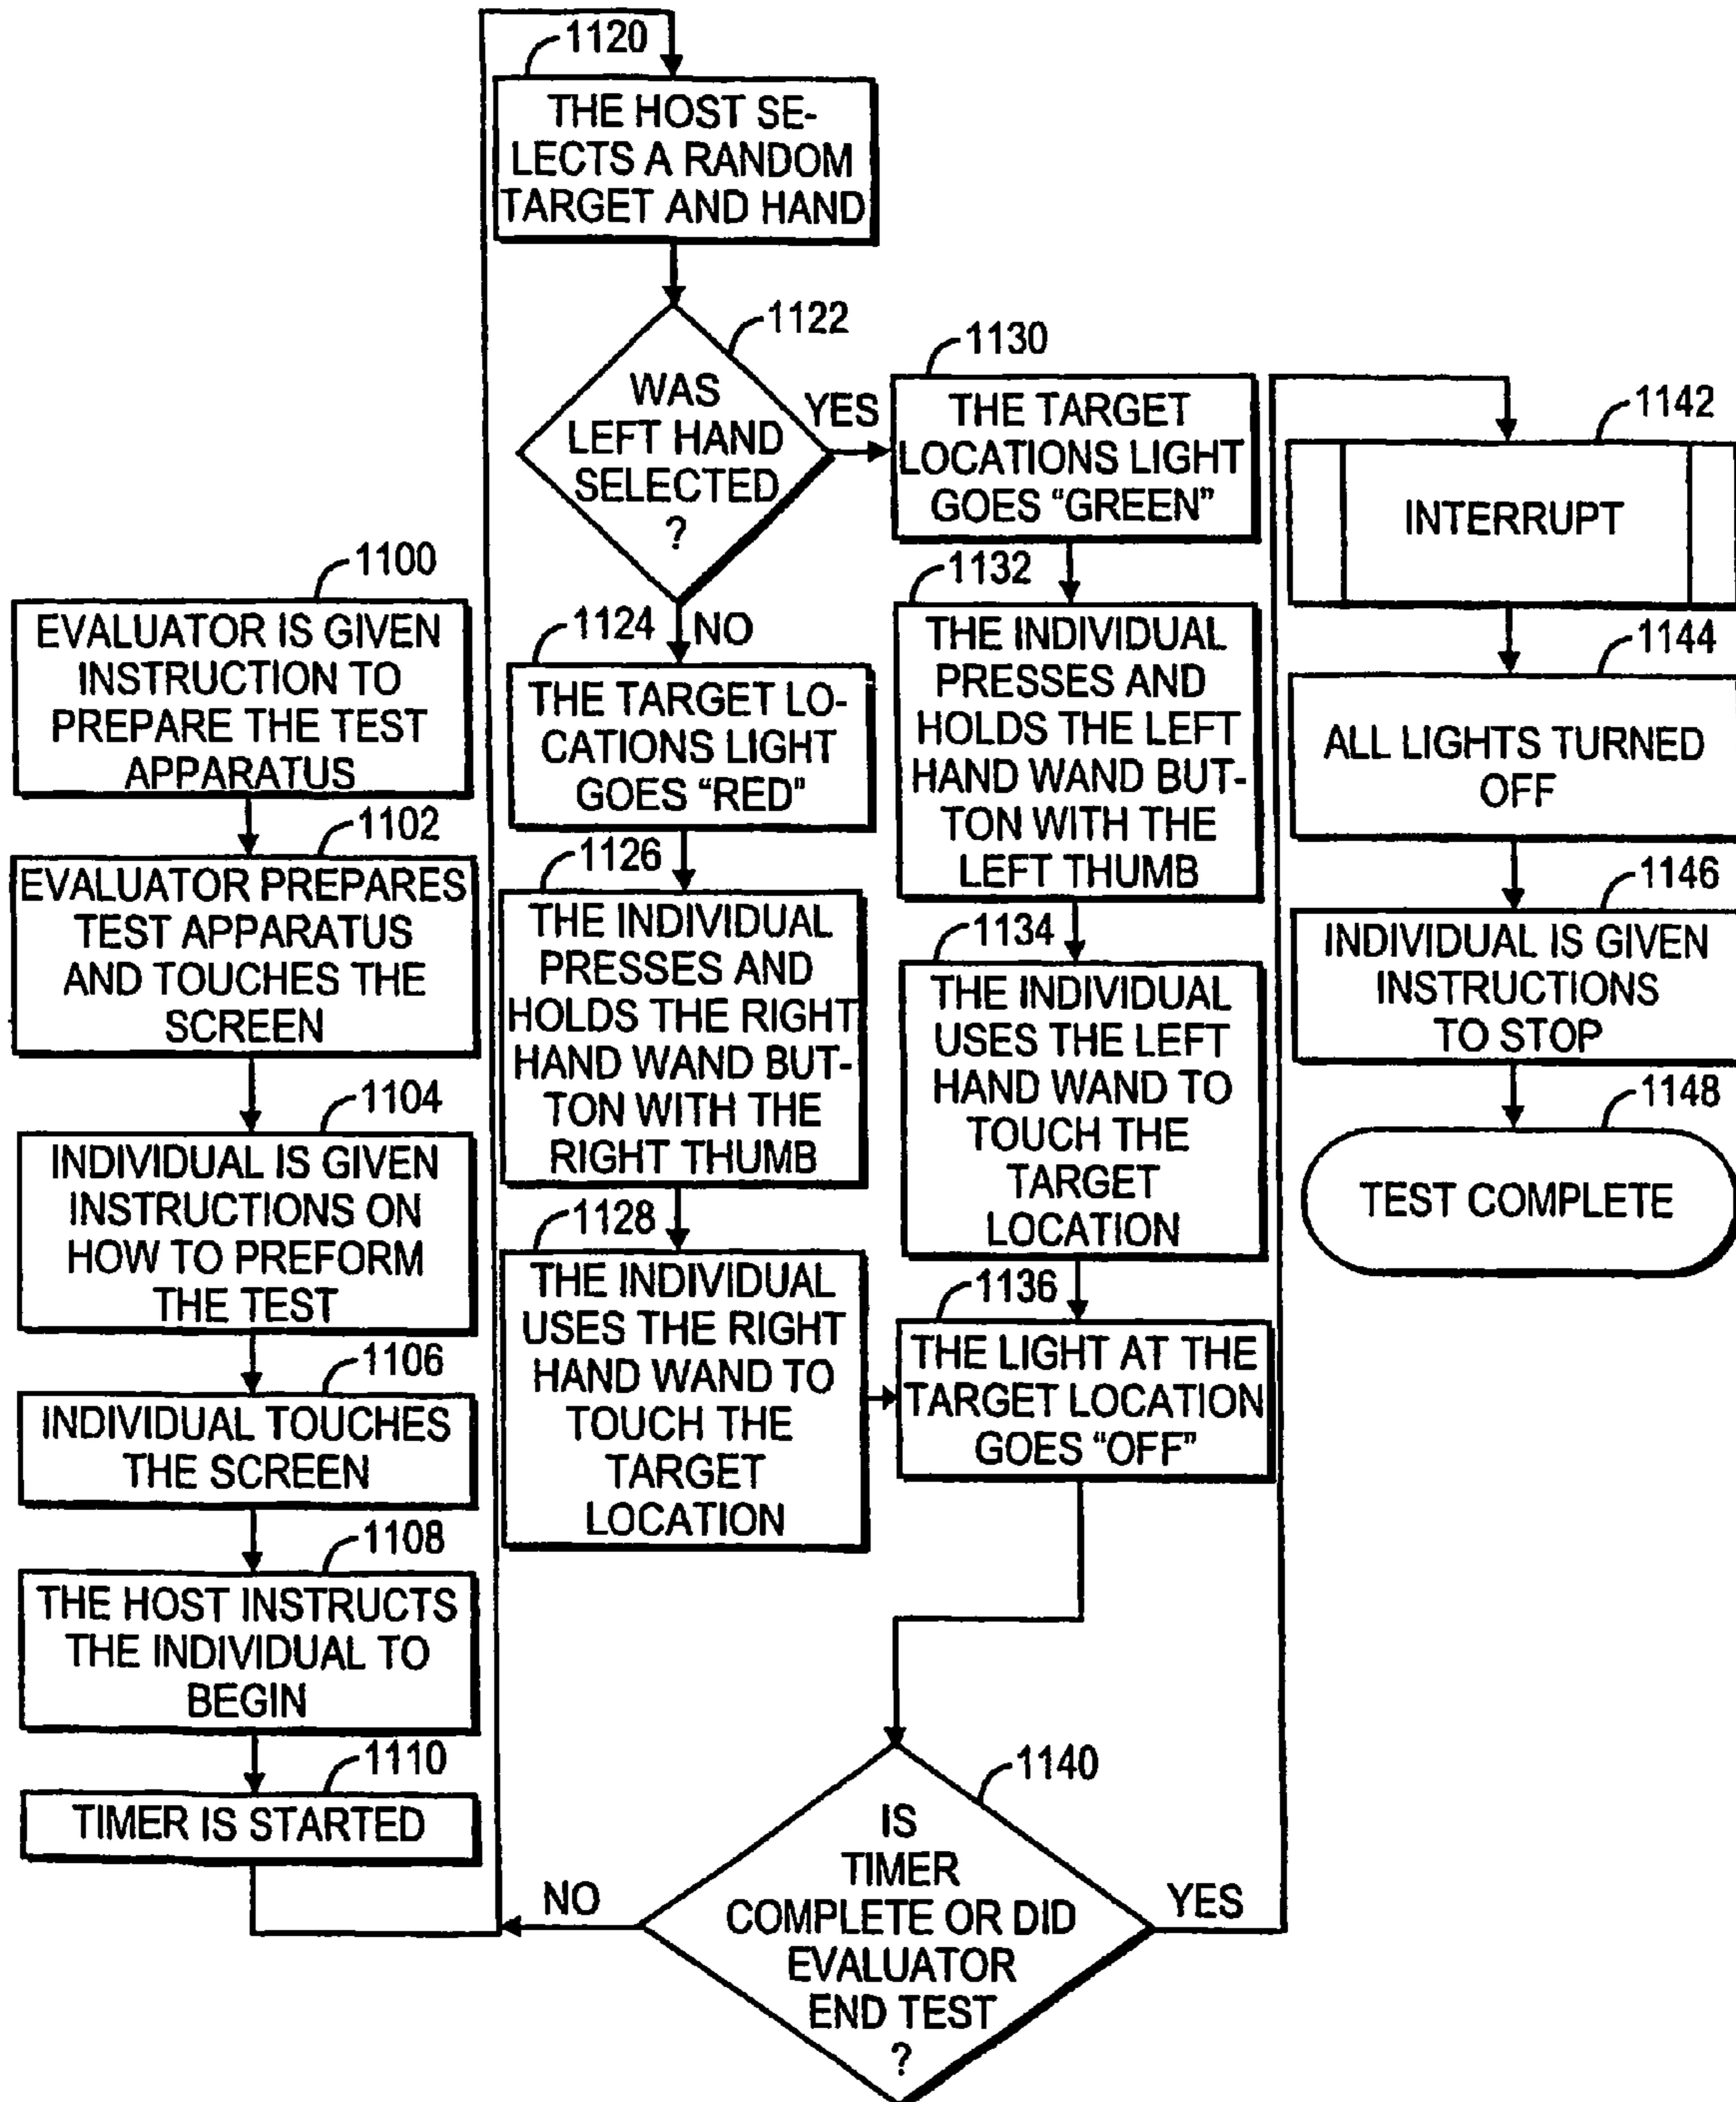 1100
EVALUATOR IS GIVEN
INSTRUCTION TO
PREPARE THE TEST
APPARATUS
1102
EVALUATOR PREPARES
TEST APPARATUS
AND TOUCHES THE
SCREEN
1104
INDIVIDUAL IS GIVEN
INSTRUCTIONS ON
HOW TO PREFORM
THE TEST
1106
INDIVIDUAL TOUCHES
THE SCREEN
1108
THE HOST INSTRUCTS
THE INDIVIDUAL TO
BEGIN
1110
TIMER IS STARTED
1120
THE HOST SE-
LECTS A RANDOM
TARGET AND HAND
1122
WAS
LEFT HAND
SELECTED
?
YES
NO
1124
THE TARGET LO-
CATIONS LIGHT
GOES “RED”
1126
THE INDIVIDUAL
PRESSES AND
HOLDS THE RIGHT
HAND WAND BUT-
TON WITH THE
RIGHT THUMB
1128
THE INDIVIDUAL
USES THE RIGHT
HAND WAND TO
TOUCH THE
TARGET
LOCATION
1130
THE TARGET
LOCATIONS LIGHT
GOES “GREEN”
1132
THE INDIVIDUAL
PRESSES AND
HOLDS THE LEFT
HAND WAND BUT-
TON WITH THE
LEFT THUMB
1134
THE INDIVIDUAL
USES THE LEFT
HAND WAND TO
TOUCH THE
TARGET
LOCATION
1136
THE LIGHT AT THE
TARGET LOCATION
GOES “OFF”
1140
IS
TIMER
COMPLETE OR DID
EVALUATOR
END TEST
?
NO
YES
1142
INTERRUPT
1144
ALL LIGHTS TURNED
OFF
1146
INDIVIDUAL IS GIVEN
INSTRUCTIONS
TO STOP
1148
TEST COMPLETE